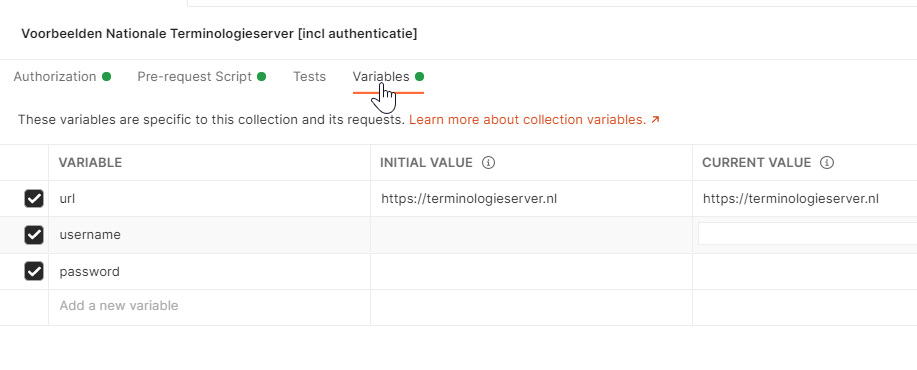 Voorbeelden Nationale Terminologieserver [incl authenticatie]
Authorization Pre-request Script Tests Variables
These variables are specific to this collection and its requests. Learn more about collection variables. ↗
VARIABLE INITIAL VALUE CURRENT VALUE
url https://terminologieserver.nl https://terminologieserver.nl
username
password
Add a new variable